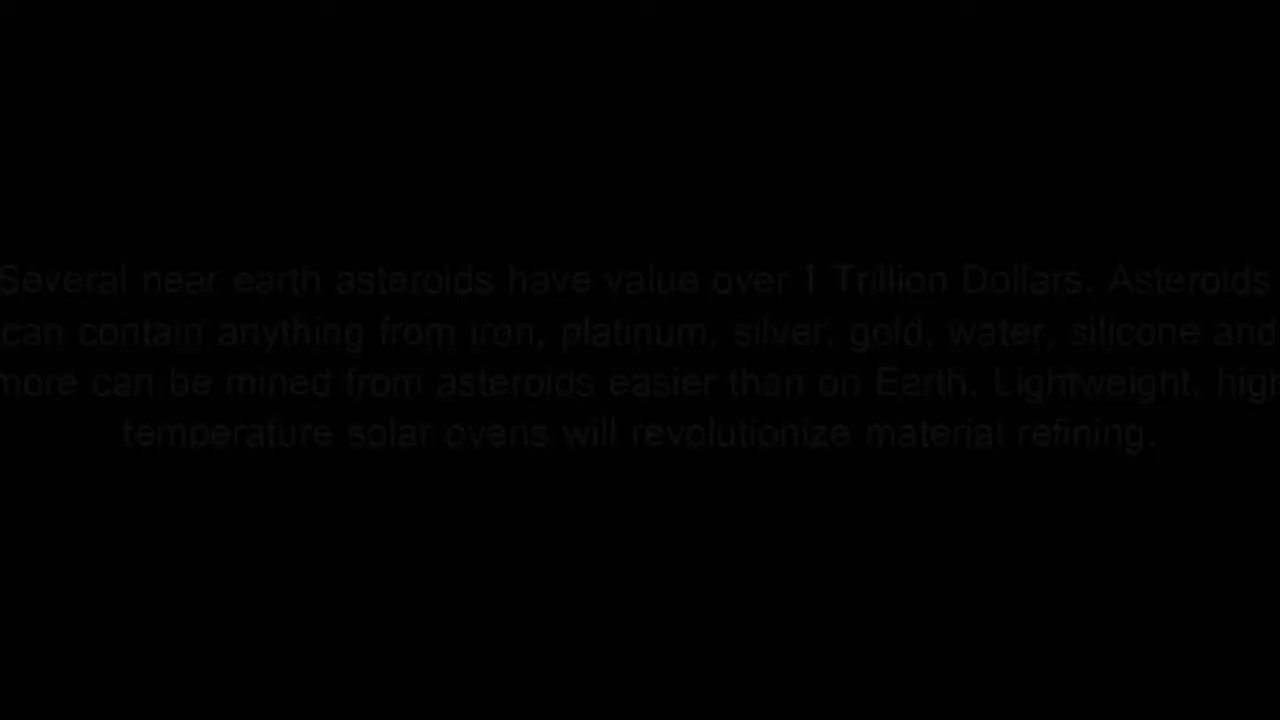 Several near earth asteroids have value over 1 Trillion Dollars. Asteroids
can contain anything from iron, platinum, silver, gold, water, silicone and
more can be mined from asteroids easier than on Earth. Lightweight, high
temperature solar ovens will revolutionize material refining.